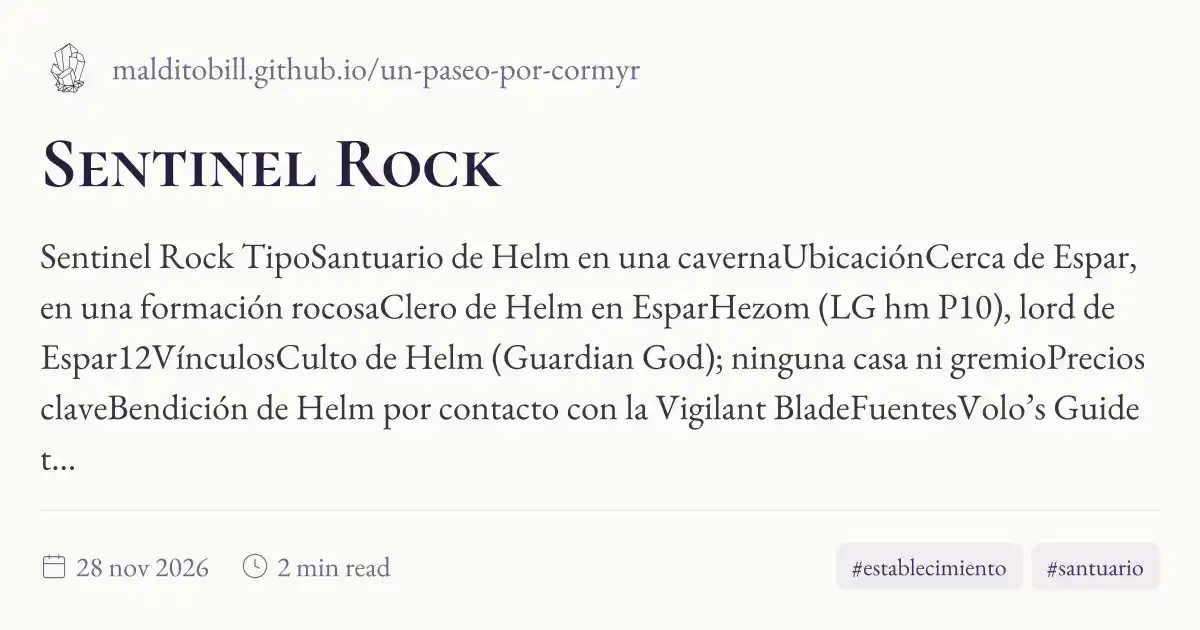 malditobill.github.io/un-paseo-por-cormyr
Sentinel Rock
Sentinel Rock TipoSantuario de Helm en una cavernaUbicaciónCerca de Espar,
en una formación rocosaClero de Helm en EsparHezom (LG hm P10), lord de
Espar12VínculosCulto de Helm (Guardian God); ninguna casa ni gremioPrecios
claveBendición de Helm por contacto con la Vigilant BladeFuentesVolo’s Guide
t...
28 nov 2026
2 min read
#establecimiento
#santuario